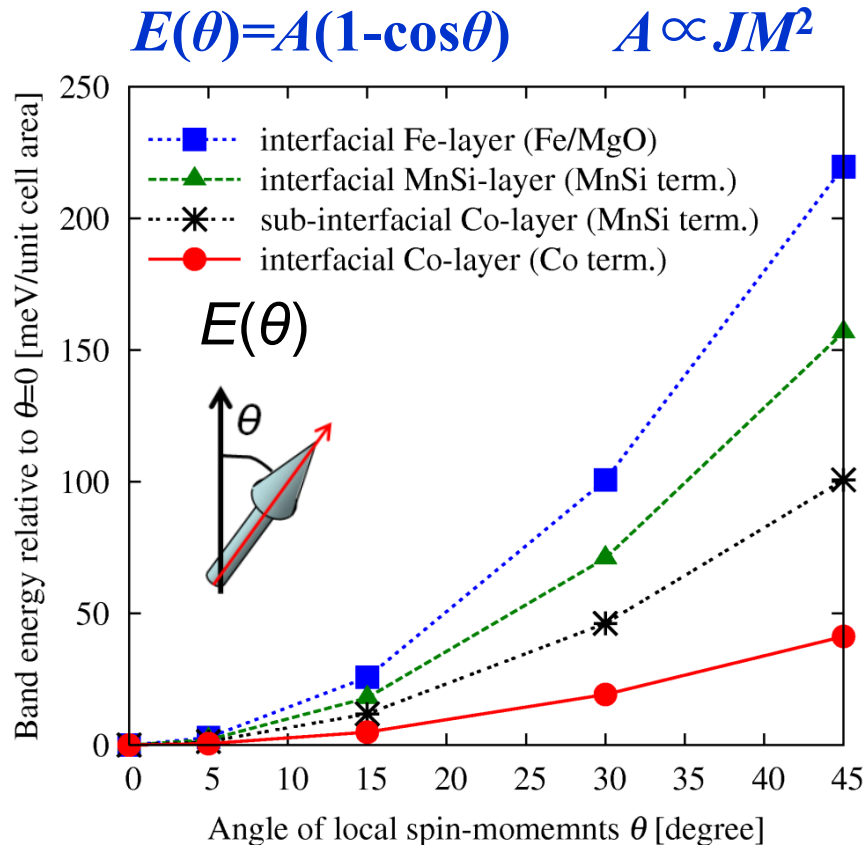 E(θ)=A(1-cosθ) A∝JM²
250
200
150
100
50
0
Band energy relative to θ=0 [meV/unit cell area]
interfacial Fe-layer (Fe/MgO)
interfacial MnSi-layer (MnSi term.)
sub-interfacial Co-layer (MnSi term.)
interfacial Co-layer (Co term.)
E(θ)
θ
0 5 10 15 20 25 30 35 40 45
Angle of local spin-momemnts θ [degree]